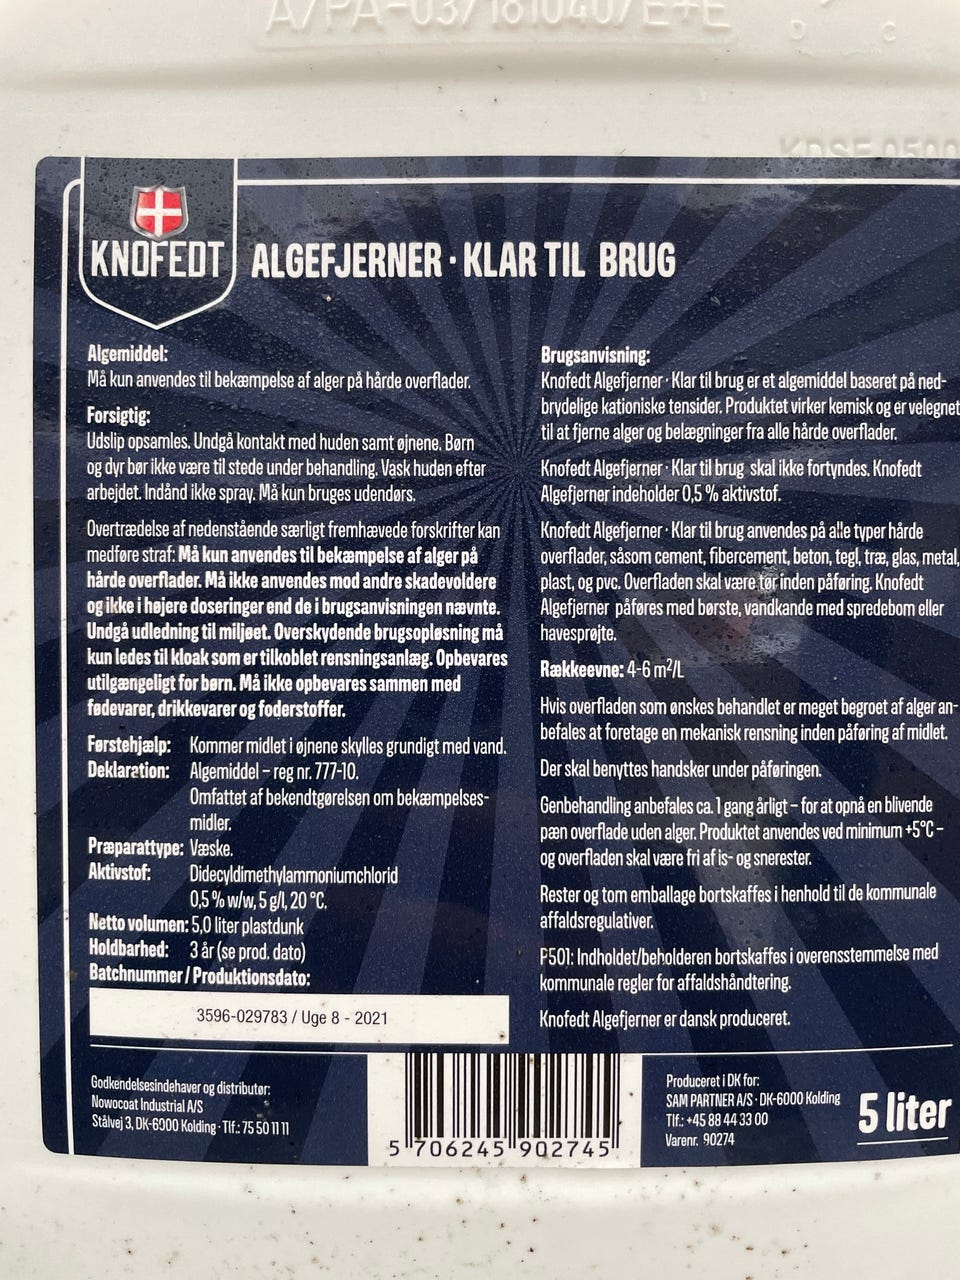 A/PA-03/181040/E+E
D C
KNOFEDT
ALGEFJERNER · KLAR TIL BRUG
Algemiddel:
Må kun anvendes til bekæmpelse af alger på hårde overflader.
Forsigtig:
Udslip opsamles. Undgå kontakt med huden samt øjnene. Børn
og dyr bør ikke være til stede under behandling. Vask huden efter
arbejdet. Indånd ikke spray. Må kun bruges udendørs.
Overtrædelse af nedenstående særligt fremhævede forskrifter kan
medføre straf: Må kun anvendes til bekæmpelse af alger på
hårde overflader. Må ikke anvendes mod andre skadevoldere
og ikke i højere doseringer end de i brugsanvisningen nævnte.
Undgå udledning til miljøet. Overskydende brugsopløsning må
kun ledes til kloak som er tilkoblet rensningsanlæg. Opbevares
utilgængeligt for børn. Må ikke opbevares sammen med
fødevarer, drikkevarer og foderstoffer.
Førstehjælp: Kommer midlet i øjnene skylles grundigt med vand.
Deklaration: Algemiddel – reg nr. 777-10.
Omfattet af bekendtgørelsen om bekæmpelses-
midler.
Præparattype: Væske.
Aktivstof: Didecyldimethylammoniumchlorid
0,5 % w/w, 5 g/l, 20 °C.
Netto volumen: 5,0 liter plastdunk
Holdbarhed: 3 år (se prod. dato)
Batchnummer / Produktionsdato:
3596-029783 / Uge 8 - 2021
Godkendelsesindehaver og distributør:
Nowocoat Industrial A/S
Stålvej 3, DK-6000 Kolding · Tlf.: 75 50 11 11
Brugsanvisning:
Knofedt Algefjerner · Klar til brug er et algemiddel baseret på ned-
brydelige kationiske tensider. Produktet virker kemisk og er velegnet
til at fjerne alger og belægninger fra alle hårde overflader.
Knofedt Algefjerner · Klar til brug skal ikke fortyndes. Knofedt
Algefjerner indeholder 0,5 % aktivstof.
Knofedt Algefjerner · Klar til brug anvendes på alle typer hårde
overflader, såsom cement, fibercement, beton, tegl, træ, glas, metal,
plast, og pvc. Overfladen skal være tør inden påføring. Knofedt
Algefjerner påføres med børste, vandkande med spredebom eller
havesprøjte.
Rækkeevne: 4-6 m²/L
Hvis overfladen som ønskes behandlet er meget begroet af alger an-
befales at foretage en mekanisk rensning inden påføring af midlet.
Der skal benyttes handsker under påføringen.
Genbehandling anbefales ca. 1 gang årligt – for at opnå en blivende
pæn overflade uden alger. Produktet anvendes ved minimum +5°C –
og overfladen skal være fri af is- og snerester.
Rester og tom emballage bortskaffes i henhold til de kommunale
affaldsregulativer.
P501: Indholdet/beholderen bortskaffes i overensstemmelse med
kommunale regler for affaldshåndtering.
Knofedt Algefjerner er dansk produceret.
5 706245 902745
Produceret i DK for:
SAM PARTNER A/S · DK-6000 Kolding
Tlf.: +45 88 44 33 00
Varenr. 90274
5 liter